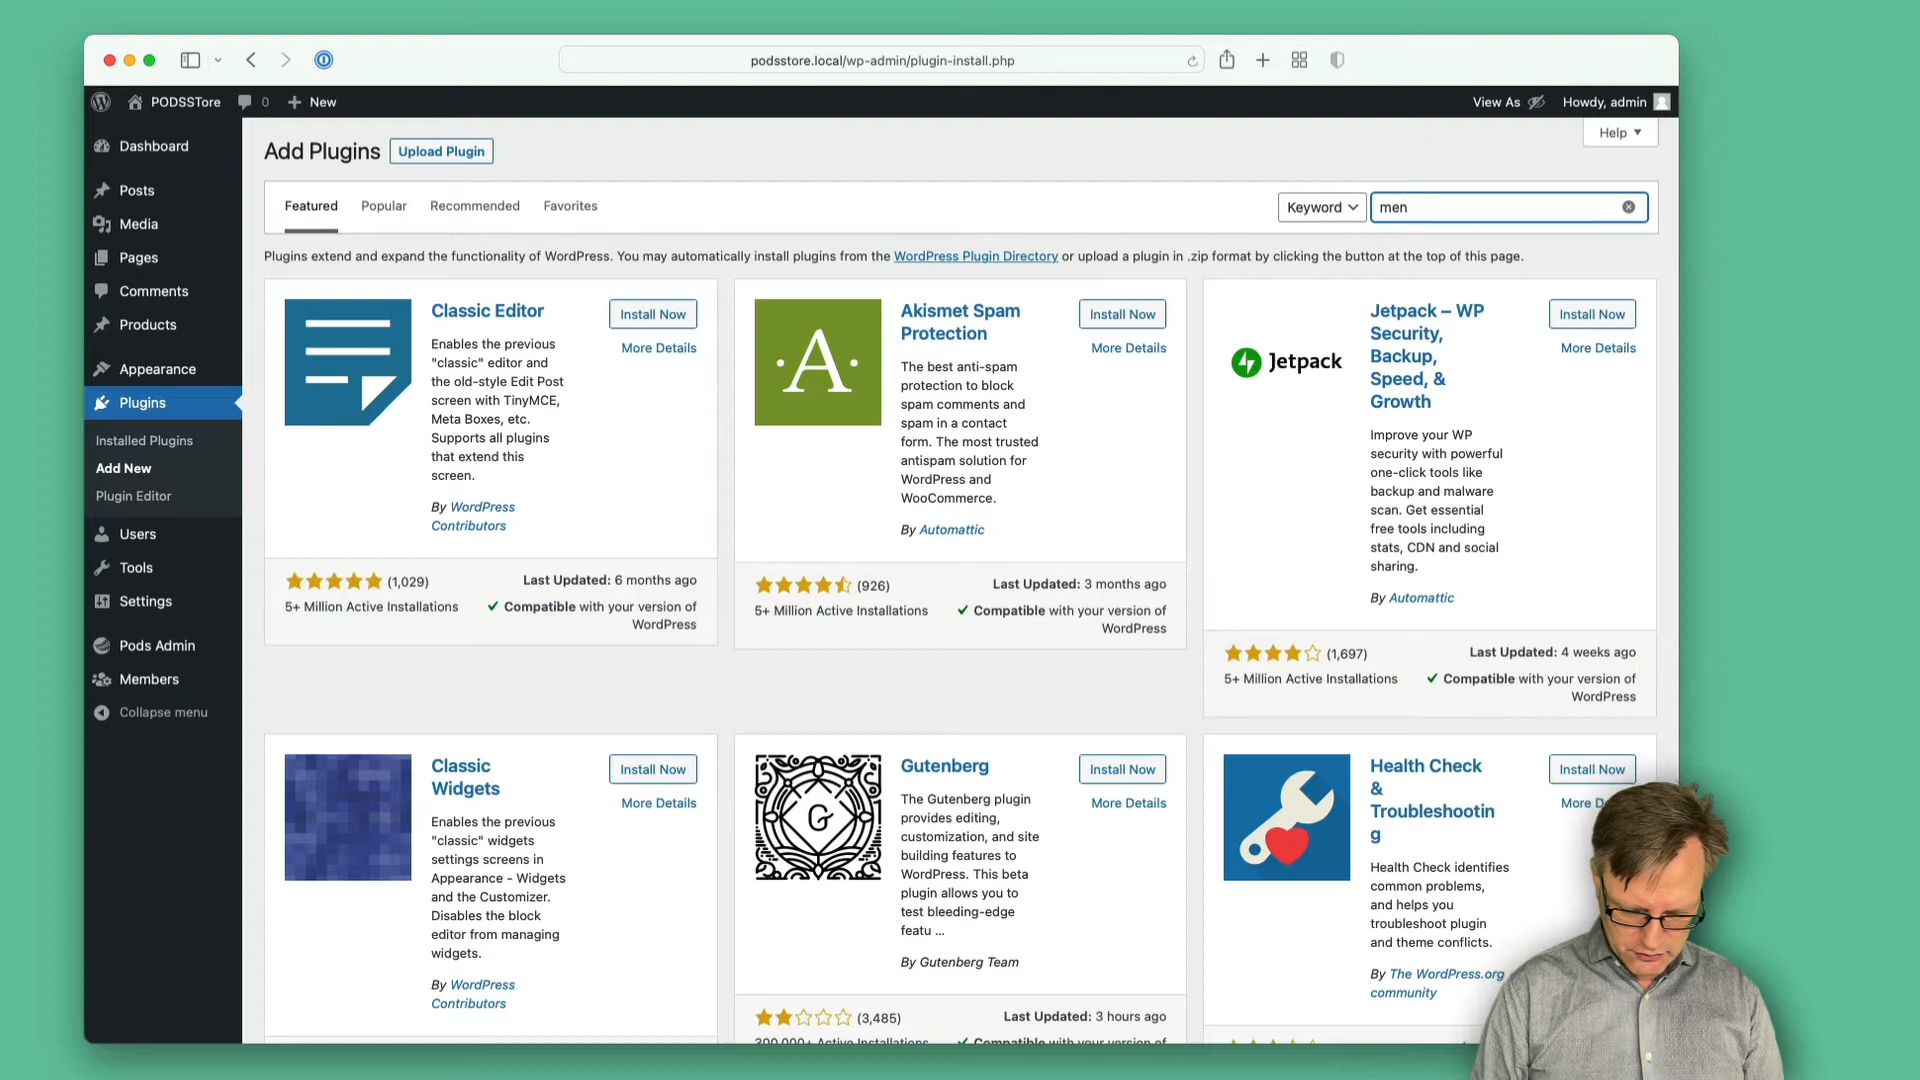 podsstore.local/wp-admin/plugin-install.php
PODSSTore
0
New
View As
Howdy, admin
Dashboard
Posts
Media
Pages
Comments
Products
Appearance
Plugins
Installed Plugins
Add New
Plugin Editor
Users
Tools
Settings
Pods Admin
Members
Collapse menu
Help
Add Plugins
Upload Plugin
Featured
Popular
Recommended
Favorites
Keyword
men
Plugins extend and expand the functionality of WordPress. You may automatically install plugins from the WordPress Plugin Directory or upload a plugin in .zip format by clicking the button at the top of this page.
Classic Editor
Install Now
More Details
Enables the previous
"classic" editor and
the old-style Edit Post
screen with TinyMCE,
Meta Boxes, etc.
Supports all plugins
that extend this
screen.
By WordPress
Contributors
(1,029)
Last Updated: 6 months ago
5+ Million Active Installations
Compatible with your version of
WordPress
A
Akismet Spam
Protection
Install Now
More Details
The best anti-spam
protection to block
spam comments and
spam in a contact
form. The most trusted
antispam solution for
WordPress and
WooCommerce.
By Automattic
(926)
Last Updated: 3 months ago
5+ Million Active Installations
Compatible with your version of
WordPress
Jetpack
Jetpack – WP
Security,
Backup,
Speed, &
Growth
Install Now
More Details
Improve your WP
security with powerful
one-click tools like
backup and malware
scan. Get essential
free tools including
stats, CDN and social
sharing.
By Automattic
(1,697)
Last Updated: 4 weeks ago
5+ Million Active Installations
Compatible with your version of
WordPress
Classic
Widgets
Install Now
More Details
Enables the previous
"classic" widgets
settings screens in
Appearance - Widgets
and the Customizer.
Disables the block
editor from managing
widgets.
By WordPress
Contributors
G
Gutenberg
Install Now
More Details
The Gutenberg plugin
provides editing,
customization, and site
building features to
WordPress. This beta
plugin allows you to
test bleeding-edge
featu ...
By Gutenberg Team
(3,485)
Last Updated: 3 hours ago
300,000+ Active Installations
Compatible with your version of
Health Check
&
Troubleshootin
g
Install Now
More D
Health Check identifies
common problems,
and helps you
troubleshoot plugin
and theme conflicts.
By The WordPress.org
community